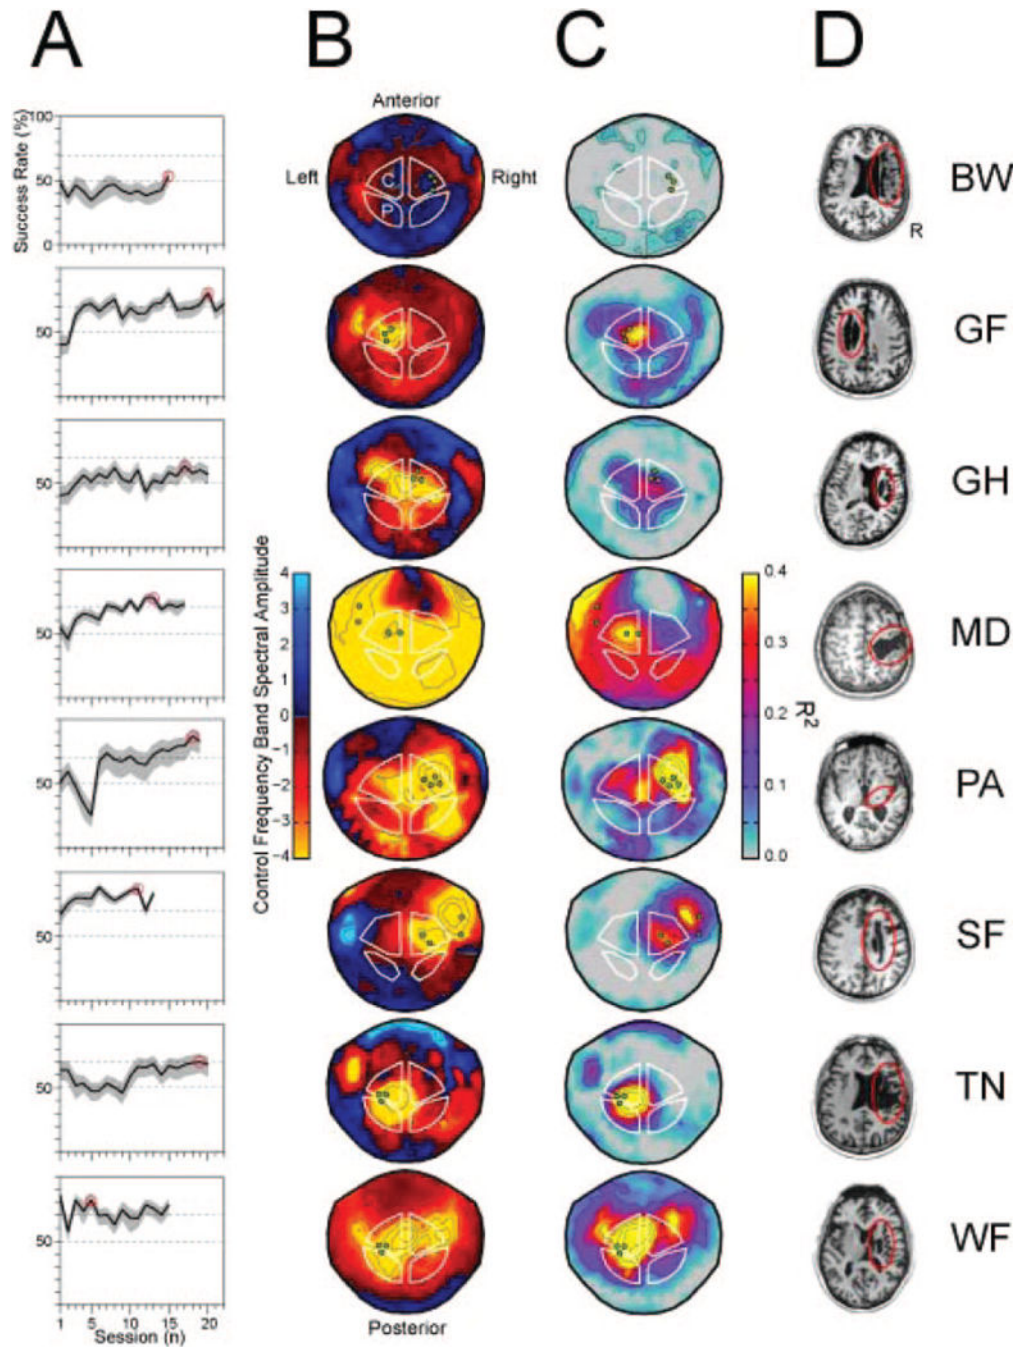 A B C D
Anterior
Left Right
C
P
Success Rate (%)
100
50
0
R
BW
50
GF
50
GH
50
MD
Control Frequency Band Spectral Amplitude
4
3
2
1
0
-1
-2
-3
-4
0.4
0.3
0.2
0.1
0.0
R2
50
PA
50
SF
50
TN
50
WF
1 5 10 15 20
Session (n)
Posterior